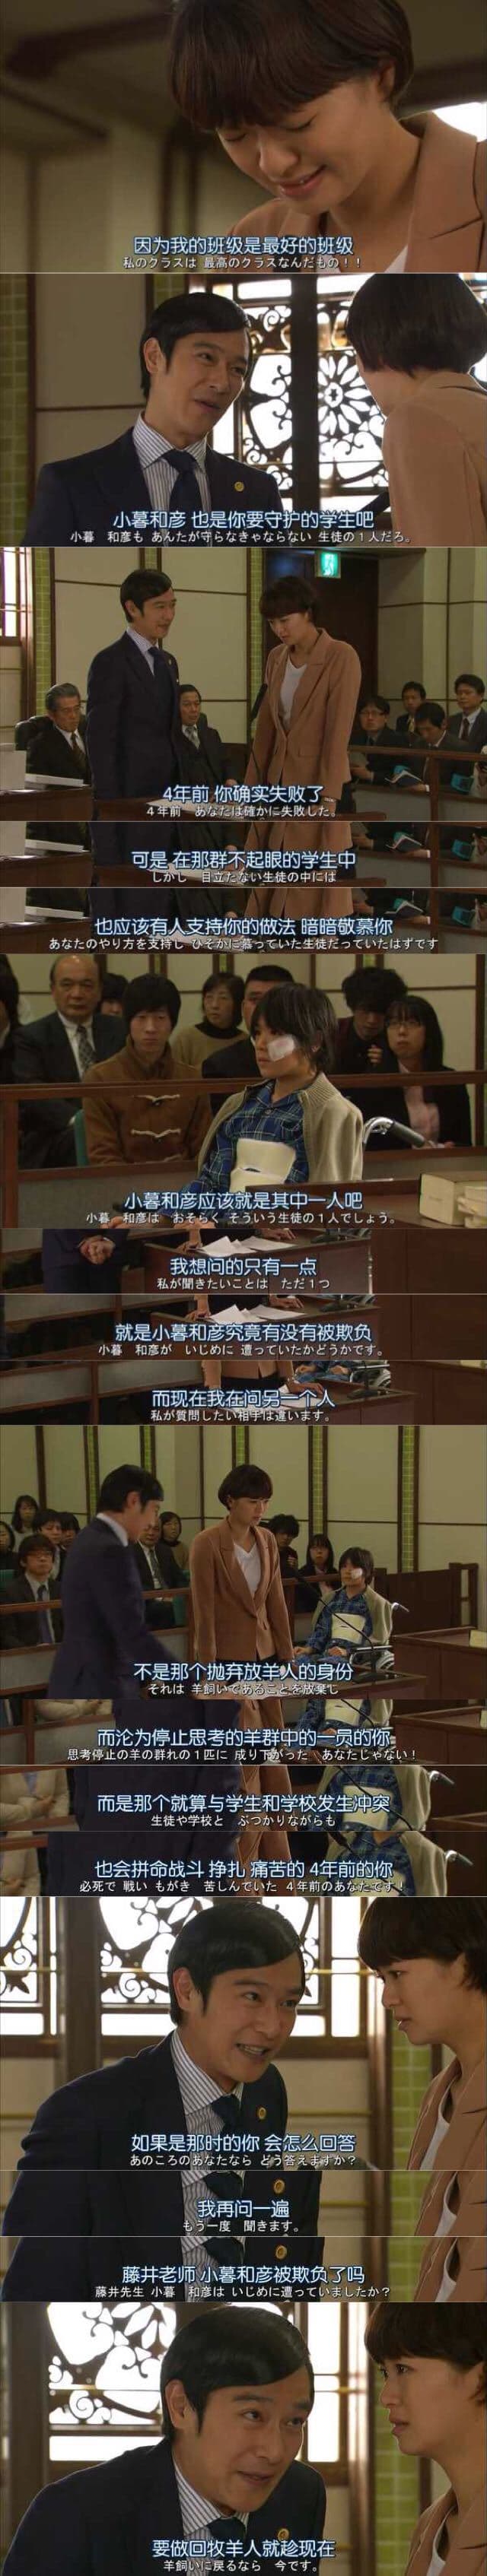 因为我的班级是最好的班级
私のクラスは 最高のクラスなんだもの！！
小暮和彦 也是你要守护的学生吧
小暮 和彦も あんたが守らなきゃならない 生徒の１人だろ。
4年前 你确实失败了
４年前 あなたは確かに失敗した。
可是 在那群不起眼的学生中
しかし 目立たない生徒の中には
也应该有人支持你的做法 暗暗敬慕你
あなたのやり方を支持し ひそかに慕っていた生徒だっていたはずです
小暮和彦应该就是其中一人吧
小暮 和彦は おそらく そういう生徒の１人でしょう。
我想问的只有一点
私が聞きたいことは ただ１つ
就是小暮和彦究竟有没有被欺负
小暮 和彦が いじめに 遭っていたかどうかです。
而现在我在问另一个人
私が質問したい相手は違います。
不是那个抛弃放羊人的身份
それは 羊飼いであることを放棄し
而沦为停止思考的羊群中的一员的你
思考停止の羊の群れの１匹に 成り下がった あなたじゃない！
而是那个就算与学生和学校发生冲突
生徒や学校と ぶつかりながらも
也会拼命战斗 挣扎 痛苦的 4年前的你
必死で 戦い もがき 苦しんでいた ４年前のあなたです！
如果是那时的你 会怎么回答
あのころのあなたなら どう答えますか？
我再问一遍
もう一度 聞きます。
藤井老师 小暮和彦被欺负了吗
藤井先生 小暮 和彦は いじめに遭っていましたか？
要做回牧羊人就趁现在
羊飼いに戻るなら 今です。